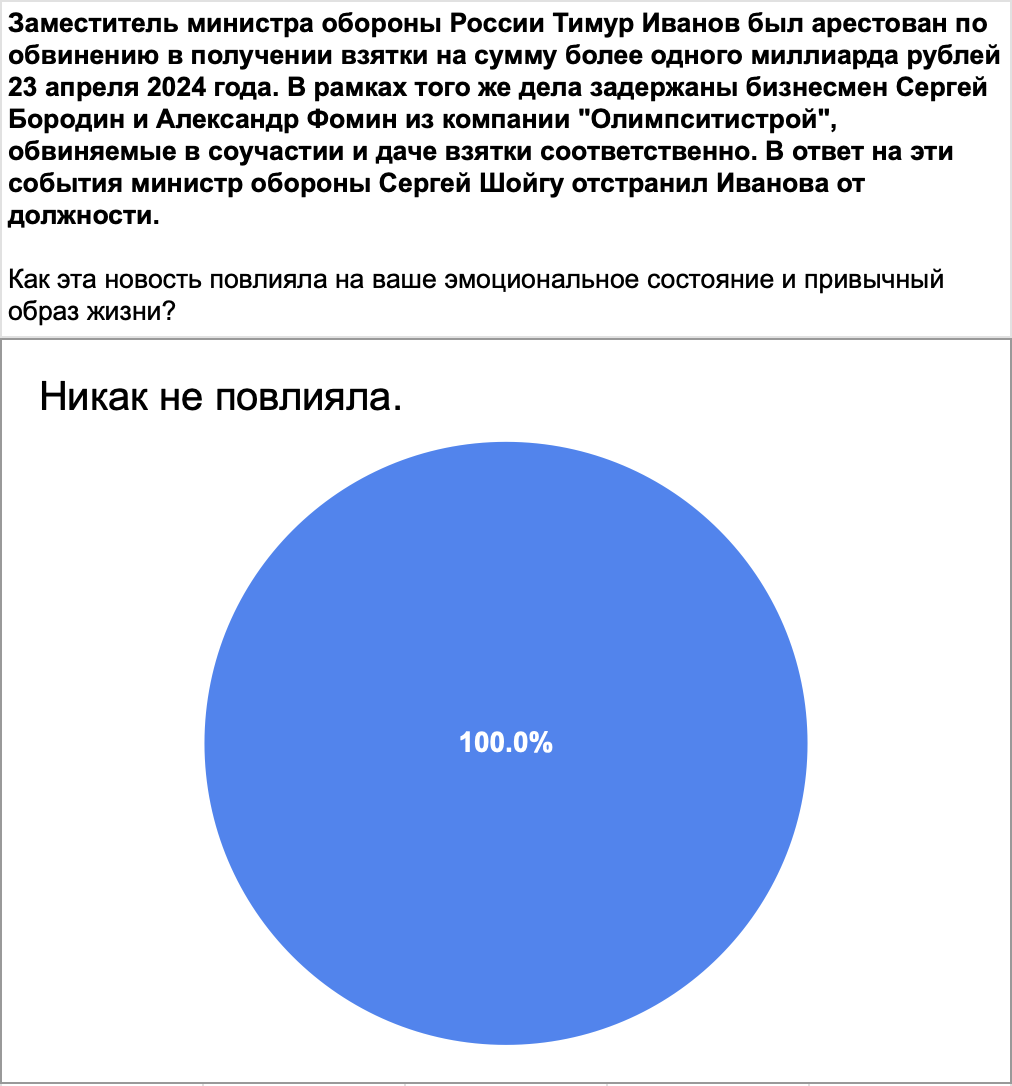 Заместитель министра обороны России Тимур Иванов был арестован по
обвинению в получении взятки на сумму более одного миллиарда рублей
23 апреля 2024 года. В рамках того же дела задержаны бизнесмен Сергей
Бородин и Александр Фомин из компании "Олимпситистрой",
обвиняемые в соучастии и даче взятки соответственно. В ответ на эти
события министр обороны Сергей Шойгу отстранил Иванова от
должности.
Как эта новость повлияла на ваше эмоциональное состояние и привычный
образ жизни?
Никак не повлияла.
100.0%